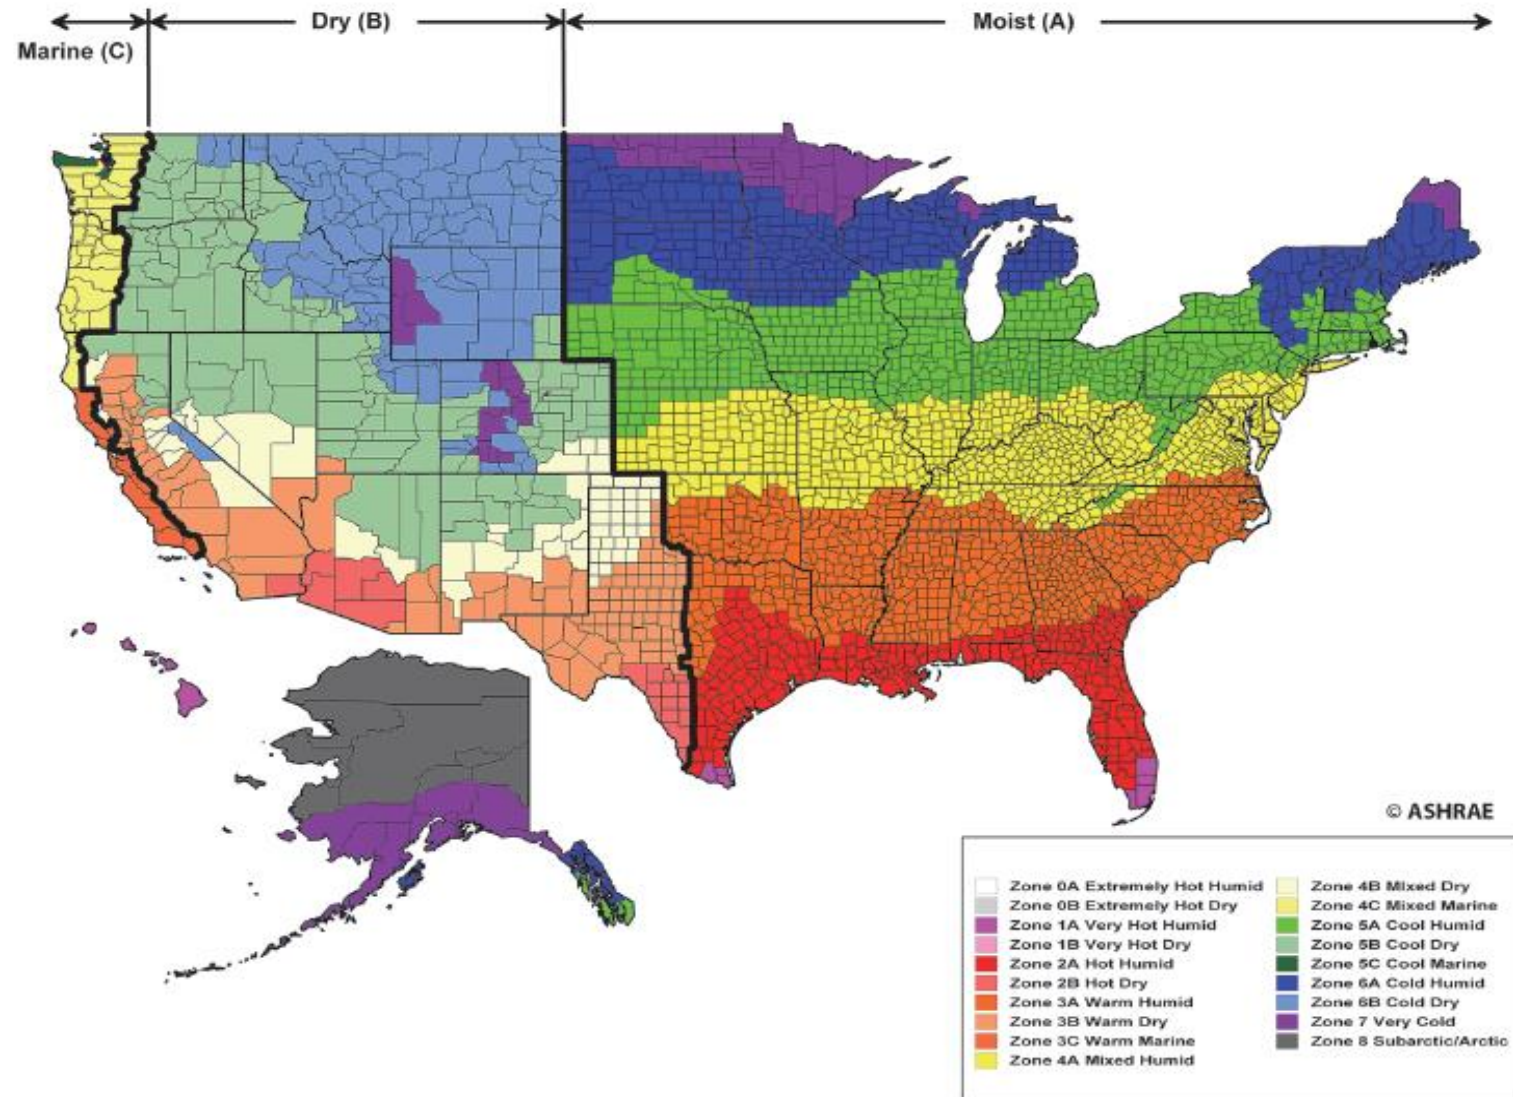 Dry (B)
Moist (A)
Marine (C)
© ASHRAE
Zone 0A Extremely Hot Humid
Zone 0B Extremely Hot Dry
Zone 1A Very Hot Humid
Zone 1B Very Hot Dry
Zone 2A Hot Humid
Zone 2B Hot Dry
Zone 3A Warm Humid
Zone 3B Warm Dry
Zone 3C Warm Marine
Zone 4A Mixed Humid
Zone 4B Mixed Dry
Zone 4C Mixed Marine
Zone 5A Cool Humid
Zone 5B Cool Dry
Zone 5C Cool Marine
Zone 6A Cold Humid
Zone 6B Cold Dry
Zone 7 Very Cold
Zone 8 Subarctic/Arctic